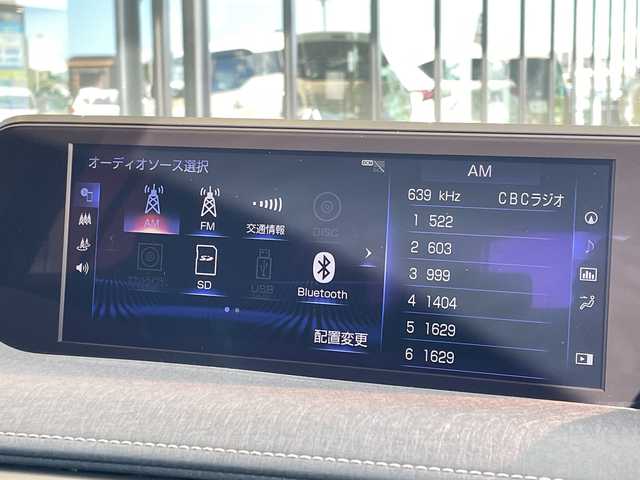 オーディオソース選択
DCM
AM
AM
FM
交通情報
DISC
SD
USB
Bluetooth
配置変更
639 kHz CBCラジオ
1 522
2 603
3 999
4 1404
5 1629
6 1629